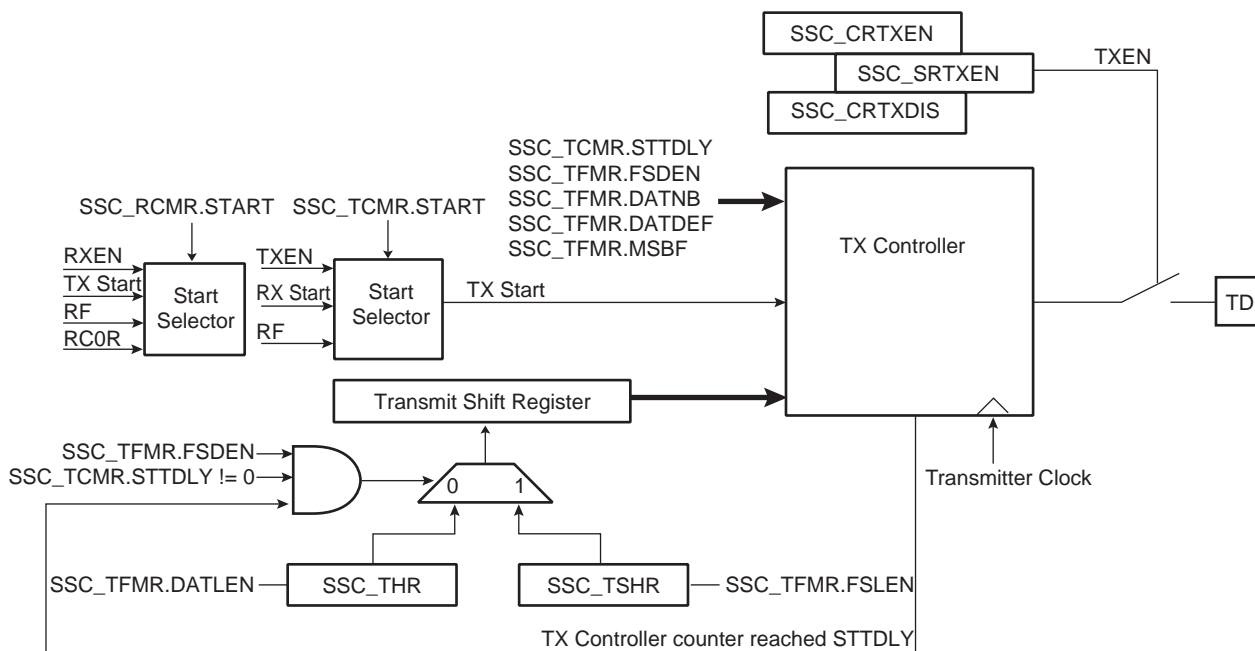 SSC_CRTXEN
SSC_SRTXEN
TXEN
SSC_CRTXDIS
SSC_TCMR.STTDLY
SSC_TFMR.FSDEN
SSC_TFMR.DATNB
SSC_TFMR.DATDEF
SSC_TFMR.MSBF
SSC_RCMR.START
SSC_TCMR.START
TX Controller
RXEN
TX Start
RF
RC0R
Start
Selector
TXEN
RX Start
RF
Start
Selector
TX Start
TD
Transmit Shift Register
SSC_TFMR.FSDEN
SSC_TCMR.STTDLY != 0
0
1
Transmitter Clock
SSC_TFMR.DATLEN
SSC_THR
SSC_TSHR
SSC_TFMR.FSLEN
TX Controller counter reached STTDLY